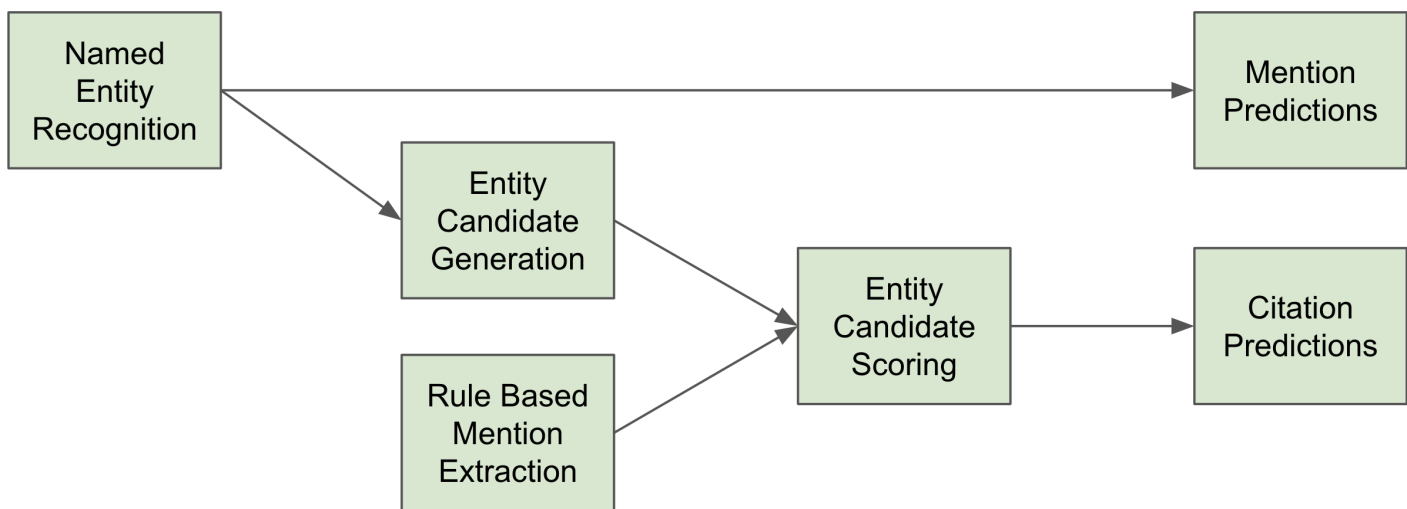 Named
Entity
Recognition
Mention
Predictions
Entity
Candidate
Generation
Entity
Candidate
Scoring
Citation
Predictions
Rule Based
Mention
Extraction